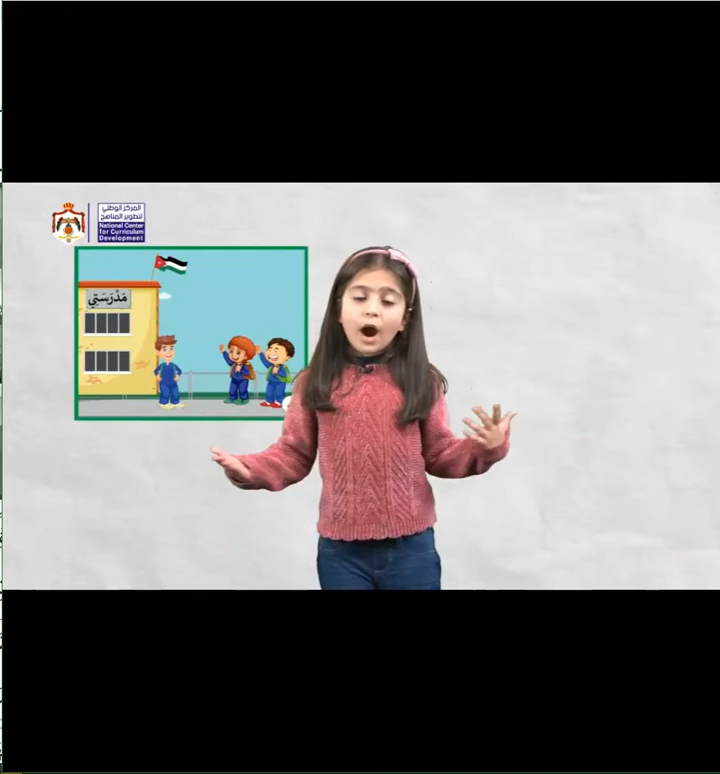 المركز الوطني
لتطوير المناهج
National Center
for Curriculum
Development
مَدْرَسَتِي